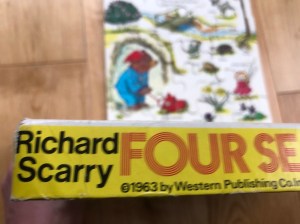 Richard
Scarry
FOUR SE
©1963 by Western Publishing Co.In